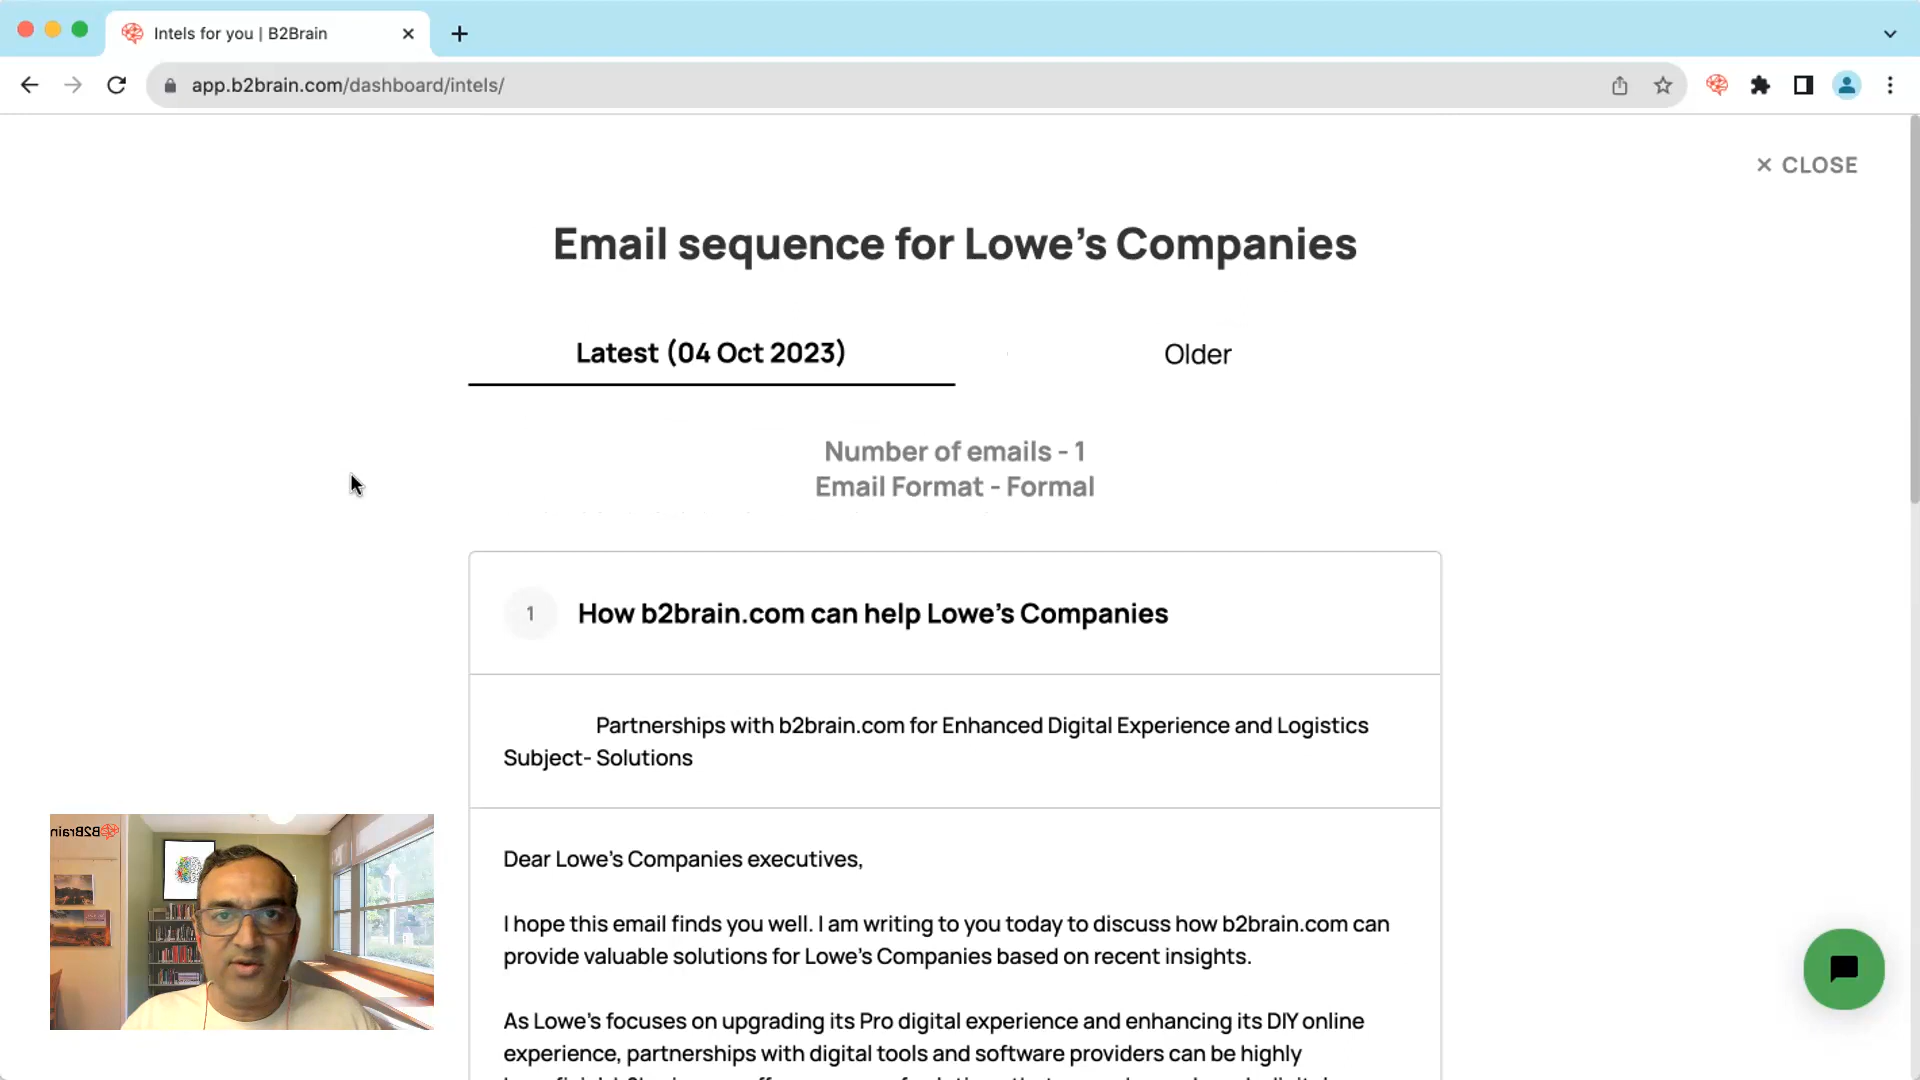 Intels for you | B2Brain
app.b2brain.com/dashboard/intels/
× CLOSE
Email sequence for Lowe's Companies
Latest (04 Oct 2023)
Older
Number of emails - 1
Email Format - Formal
1
How b2brain.com can help Lowe's Companies
Partnerships with b2brain.com for Enhanced Digital Experience and Logistics
Subject- Solutions
Dear Lowe's Companies executives,
I hope this email finds you well. I am writing to you today to discuss how b2brain.com can
provide valuable solutions for Lowe's Companies based on recent insights.
As Lowe's focuses on upgrading its Pro digital experience and enhancing its DIY online
experience, partnerships with digital tools and software providers can be highly
B2Brain